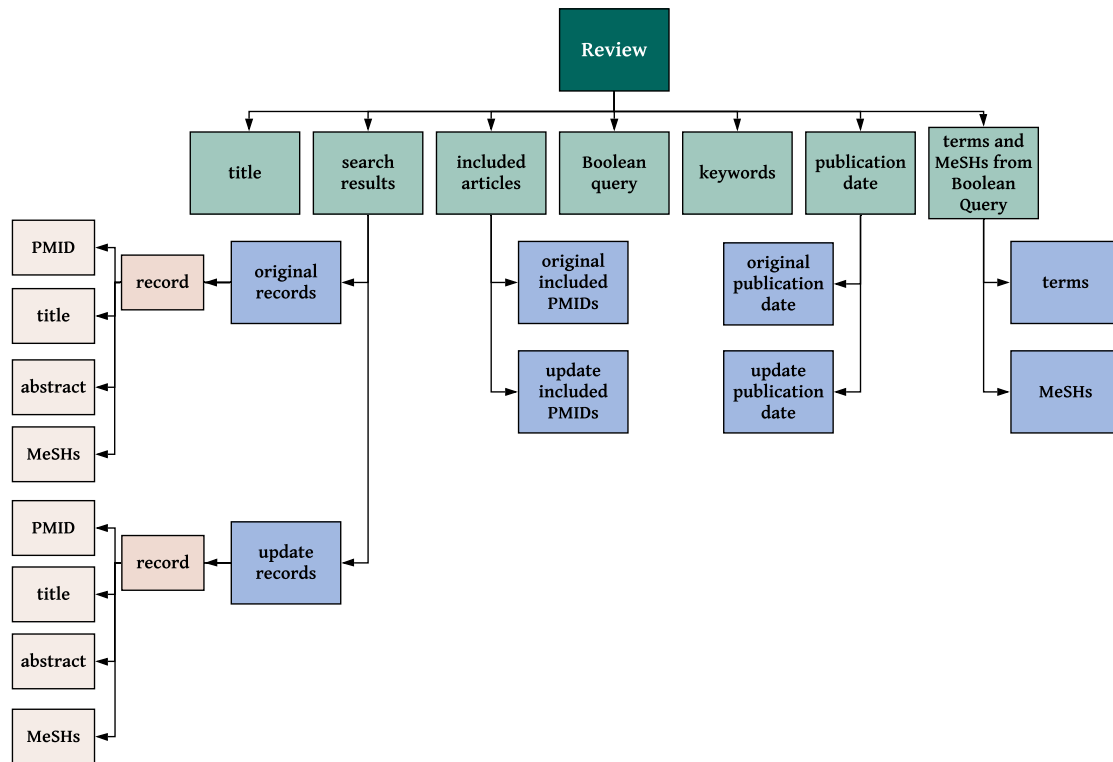 Review
title
search
results
included
articles
Boolean
query
keywords
publication
date
terms and
MeSHs from
Boolean
Query
PMID
title
abstract
MeSHs
record
original
records
original
included
PMIDs
update
included
PMIDs
original
publication
date
update
publication
date
terms
MeSHs
PMID
title
abstract
MeSHs
record
update
records